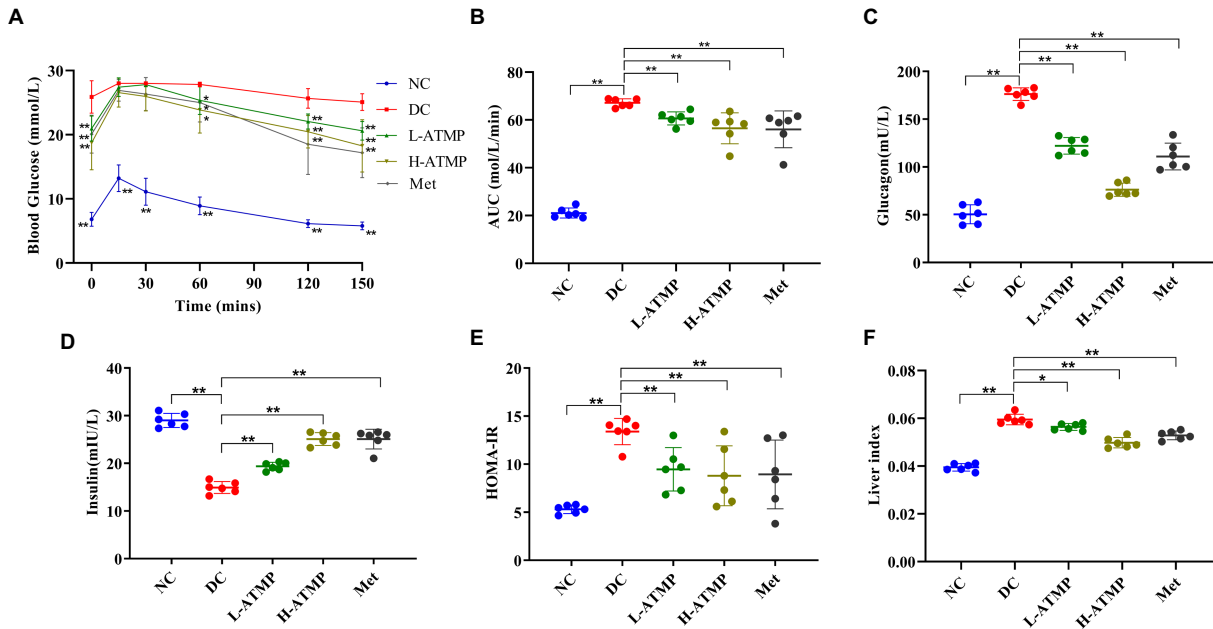 A
Blood Glucose (mmol/L)
30
20
10
0
0
30
60
90
120
150
Time (mins)
**
**
**
**
**
**
*
*
**
**
**
**
**
**
**
**
**
NC
DC
L-ATMP
H-ATMP
Met
B
AUC (mol/L/min)
80
60
40
20
0
**
**
**
**
NC
DC
L-ATMP
H-ATMP
Met
C
Glucagon(mU/L)
200
150
100
50
0
**
**
**
**
NC
DC
L-ATMP
H-ATMP
Met
D
Insulin(mIU/L)
40
30
20
10
0
**
**
**
**
NC
DC
L-ATMP
H-ATMP
Met
E
HOMA-IR
20
15
10
5
0
**
**
**
**
NC
DC
L-ATMP
H-ATMP
Met
F
Liver index
0.08
0.06
0.04
0.02
0.00
**
**
*
**
NC
DC
L-ATMP
H-ATMP
Met